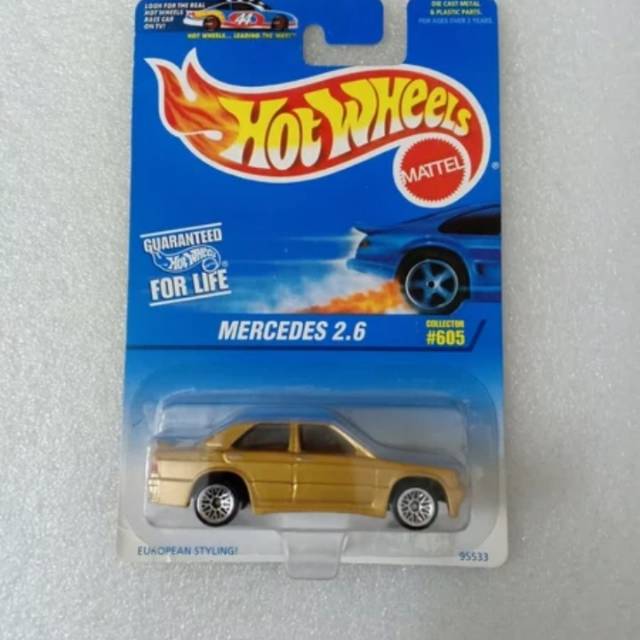 LOOK FOR THE REAL
HOT WHEELS
RACE CAR
ON TV!
44
HOT WHEELS... LEADING THE WAY!
DIE CAST METAL
& PLASTIC PARTS.
FOR AGES OVER 3 YEARS.
HOT WHEELS
®
MATTEL
GUARANTEED
HOT WHEELS
®
FOR LIFE
MERCEDES 2.6
COLLECTOR
#605
EUROPEAN STYLING!
95533